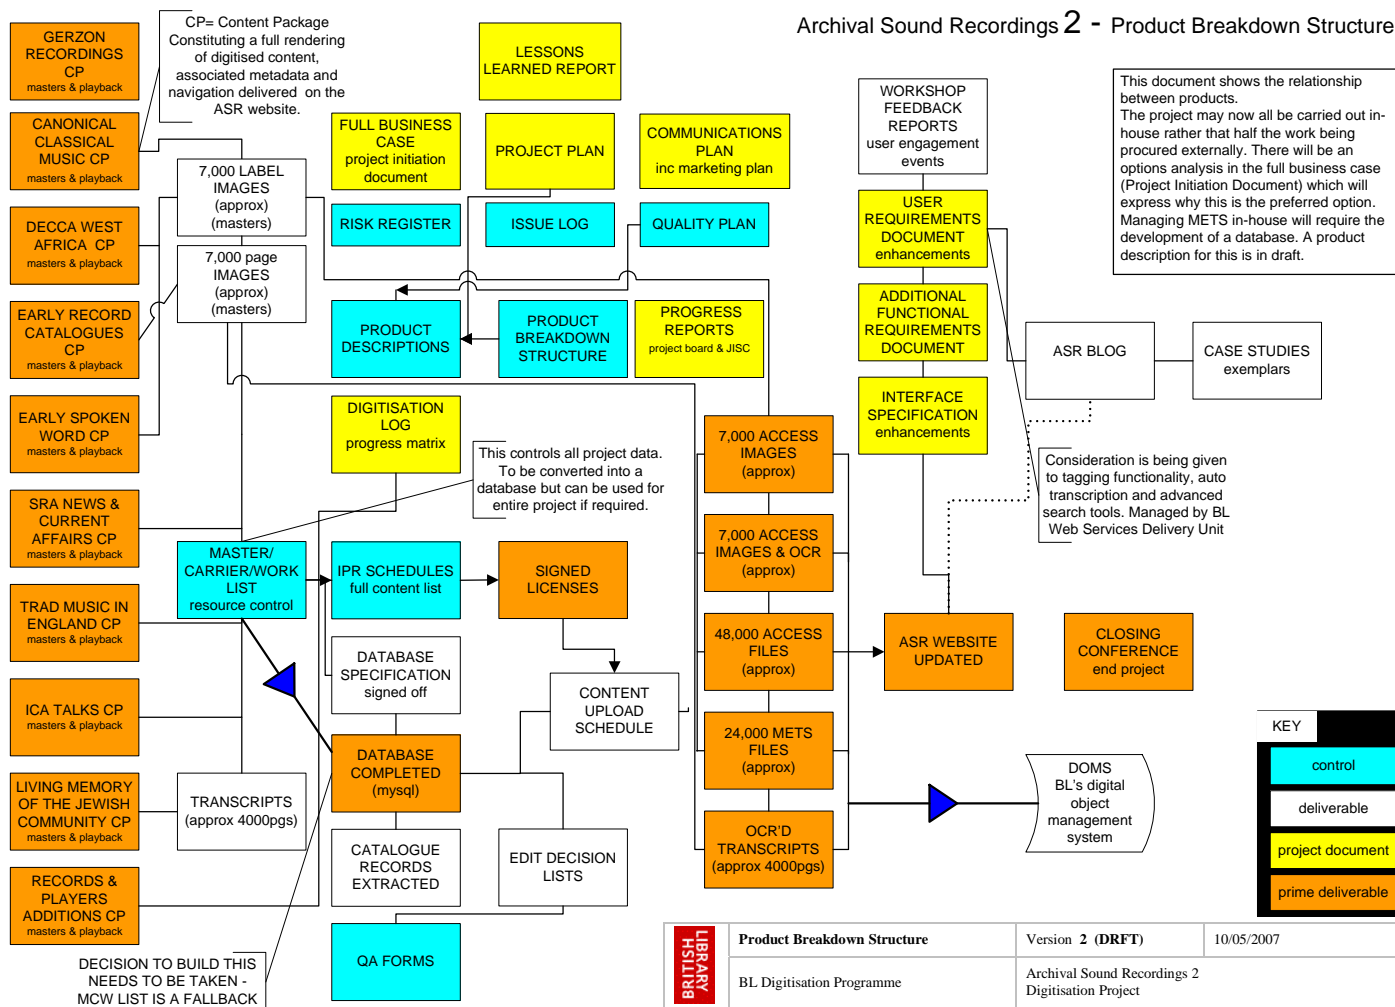 Archival Sound Recordings 2 - Product Breakdown Structure
GERZON
RECORDINGS
CP
masters & playback
CP= Content Package
Constituting a full rendering
of digitised content,
associated metadata and
navigation delivered  on the
ASR website.
CANONICAL
CLASSICAL
MUSIC CP
masters & playback
DECCA WEST
AFRICA  CP
masters & playback
EARLY RECORD
CATALOGUES
CP
masters & playback
EARLY SPOKEN
WORD CP
masters & playback
SRA NEWS &
CURRENT
AFFAIRS CP
masters & playback
TRAD MUSIC IN
ENGLAND CP
masters & playback
ICA TALKS CP
masters & playback
LIVING MEMORY
OF THE JEWISH
COMMUNITY CP
masters & playback
RECORDS &
PLAYERS
ADDITIONS CP
masters & playback
7,000 LABEL
IMAGES
(approx)
(masters)
7,000 page
IMAGES
(approx)
(masters)
MASTER/
CARRIER/WORK
LIST
resource control
TRANSCRIPTS
(approx 4000pgs)
DECISION TO BUILD THIS
NEEDS TO BE TAKEN -
MCW LIST IS A FALLBACK
LESSONS
LEARNED REPORT
FULL BUSINESS
CASE
project initiation
document
PROJECT PLAN
COMMUNICATIONS
PLAN
inc marketing plan
RISK REGISTER
ISSUE LOG
QUALITY PLAN
PRODUCT
DESCRIPTIONS
PRODUCT
BREAKDOWN
STRUCTURE
PROGRESS
REPORTS
project board & JISC
DIGITISATION
LOG
progress matrix
This controls all project data.
To be converted into a
database but can be used for
entire project if required.
IPR SCHEDULES
full content list
SIGNED
LICENSES
DATABASE
SPECIFICATION
signed off
CONTENT
UPLOAD
SCHEDULE
DATABASE
COMPLETED
(mysql)
CATALOGUE
RECORDS
EXTRACTED
EDIT DECISION
LISTS
QA FORMS
7,000 ACCESS
IMAGES
(approx)
7,000 ACCESS
IMAGES & OCR
(approx)
48,000 ACCESS
FILES
(approx)
24,000 METS
FILES
(approx)
OCR'D
TRANSCRIPTS
(approx 4000pgs)
WORKSHOP
FEEDBACK
REPORTS
user engagement
events
USER
REQUIREMENTS
DOCUMENT
enhancements
ADDITIONAL
FUNCTIONAL
REQUIREMENTS
DOCUMENT
INTERFACE
SPECIFICATION
enhancements
This document shows the relationship
between products.
The project may now all be carried out in-
house rather that half the work being
procured externally. There will be an
options analysis in the full business case
(Project Initiation Document) which will
express why this is the preferred option.
Managing METS in-house will require the
development of a database. A product
description for this is in draft.
ASR BLOG
CASE STUDIES
exemplars
Consideration is being given
to tagging functionality, auto
transcription and advanced
search tools. Managed by BL
Web Services Delivery Unit
ASR WEBSITE
UPDATED
CLOSING
CONFERENCE
end project
DOMS
BL's digital
object
management
system
KEY
control
deliverable
project document
prime deliverable
BRITISH
LIBRARY
Product Breakdown Structure
Version  2  (DRFT)
10/05/2007
BL Digitisation Programme
Archival Sound Recordings 2
Digitisation Project